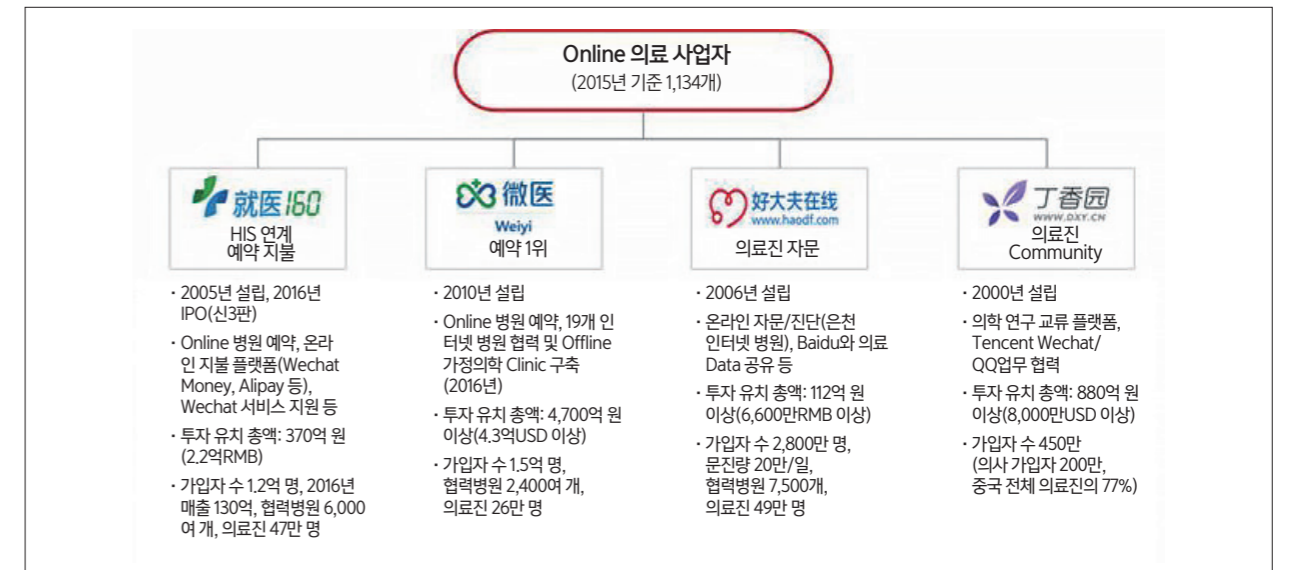 Online 의료 사업자
(2015년 기준 1,134개)
就医160
HIS 연계
예약 지불
· 2005년 설립, 2016년
IPO(신3판)
· Online 병원 예약, 온라
인 지불 플랫폼(Wechat
Money, Alipay 등),
Wechat 서비스 지원 등
· 투자 유치 총액: 370억 원
(2.2억RMB)
· 가입자 수 1.2억 명, 2016년
매출 130억, 협력병원 6,000
여 개, 의료진 47만 명
微医
Weiyi
예약 1위
· 2010년 설립
· Online 병원 예약, 19개 인
터넷 병원 협력 및 Offline
가정의학 Clinic 구축
(2016년)
· 투자 유치 총액: 4,700억 원
이상(4.3억USD 이상)
· 가입자 수 1.5억 명,
협력병원 2,400여 개,
의료진 26만 명
好大夫在线
www.haodf.com
의료진 자문
· 2006년 설립
· 온라인 자문/진단(은천
인터넷 병원), Baidu와 의료
Data 공유 등
· 투자 유치 총액: 112억 원
이상(6,600만RMB 이상)
· 가입자 수 2,800만 명,
문진량 20만/일,
협력병원 7,500개,
의료진 49만 명
丁香园
WWW.DXY.CN
의료진
Community
· 2000년 설립
· 의학 연구 교류 플랫폼,
Tencent Wechat/
QQ업무 협력
· 투자 유치 총액: 880억 원
이상(8,000만USD 이상)
· 가입자 수 450만
(의사 가입자 200만,
중국 전체 의료진의 77%)